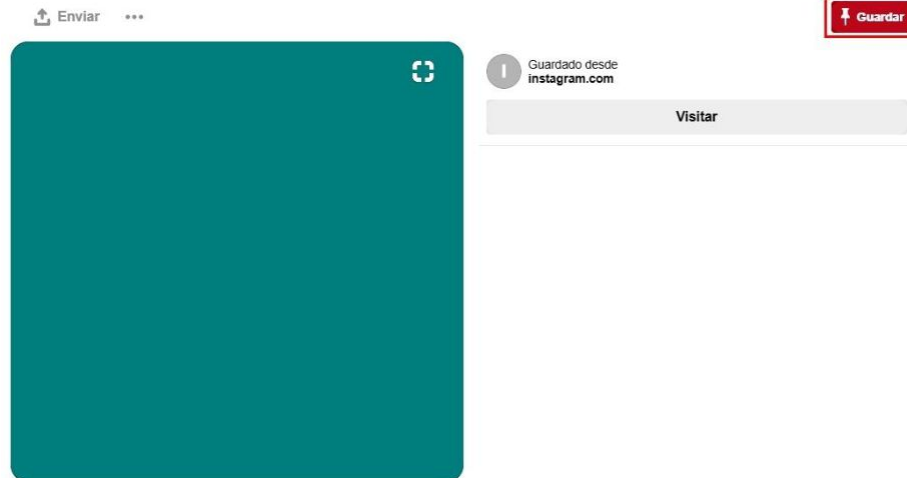 Enviar
Guardar
I
Guardado desde
instagram.com
Visitar